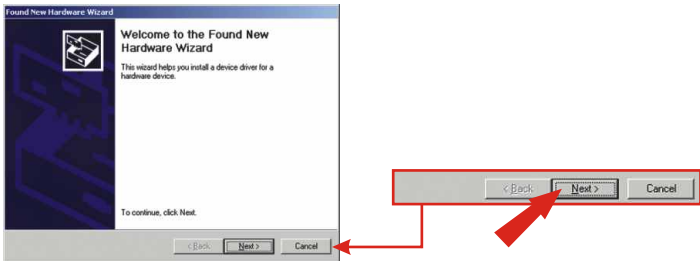 Found New Hardware Wizard
Welcome to the Found New
Hardware Wizard
This wizard helps you install a device driver for a
hardware device.
To continue, click Next.
< Back Next > Cancel
< Back Next > Cancel